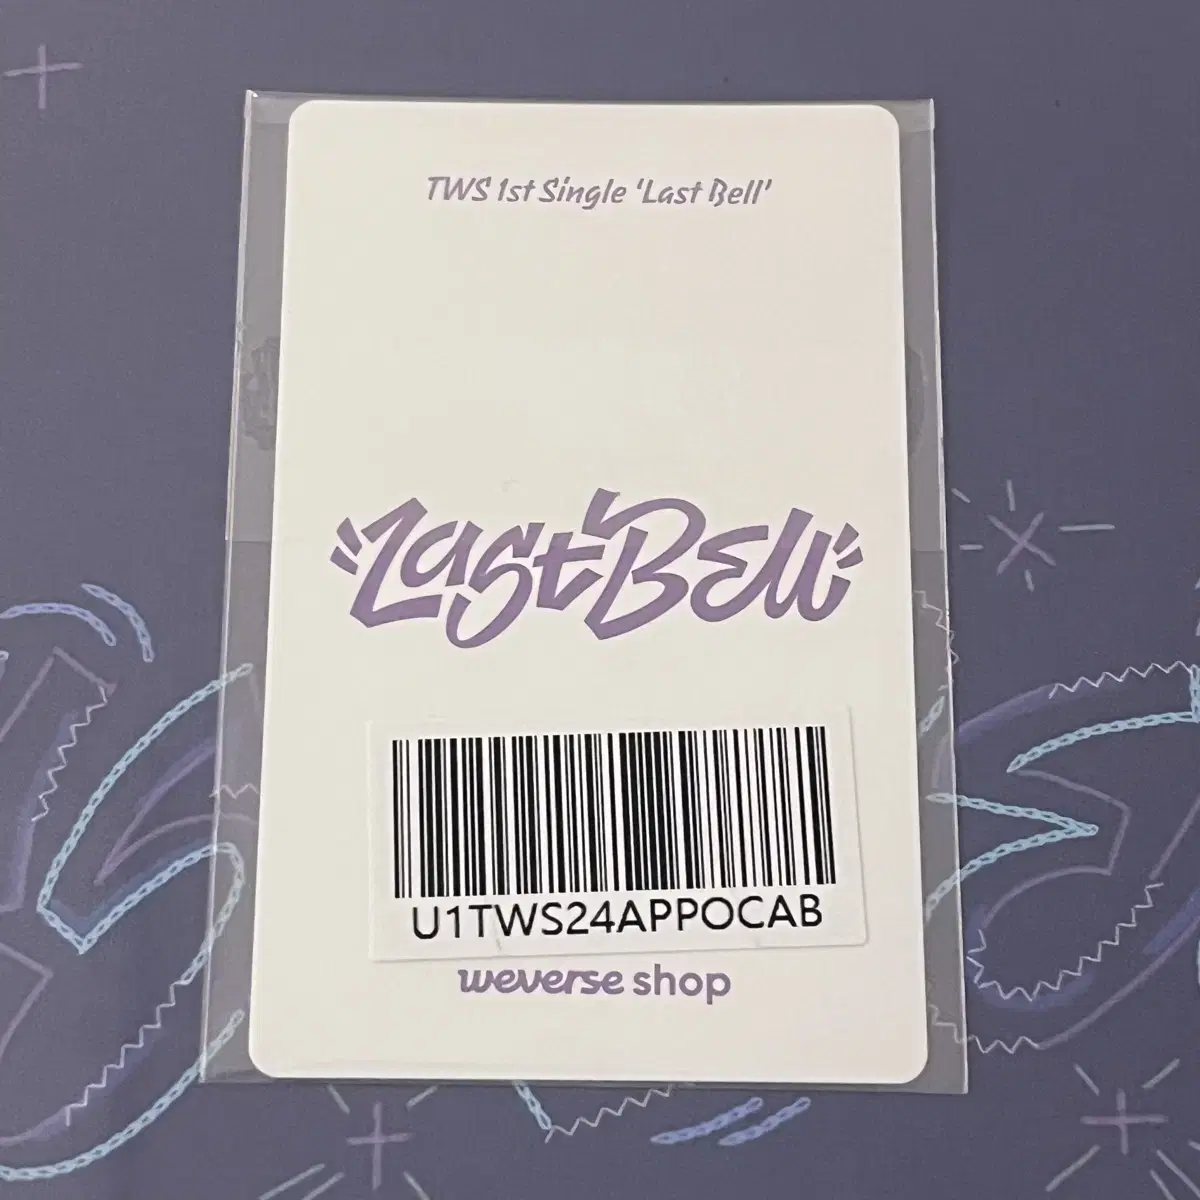 TWS 1st Single 'Last Bell'
"Last Bell"
U1TWS24APPOCAB
weverse shop